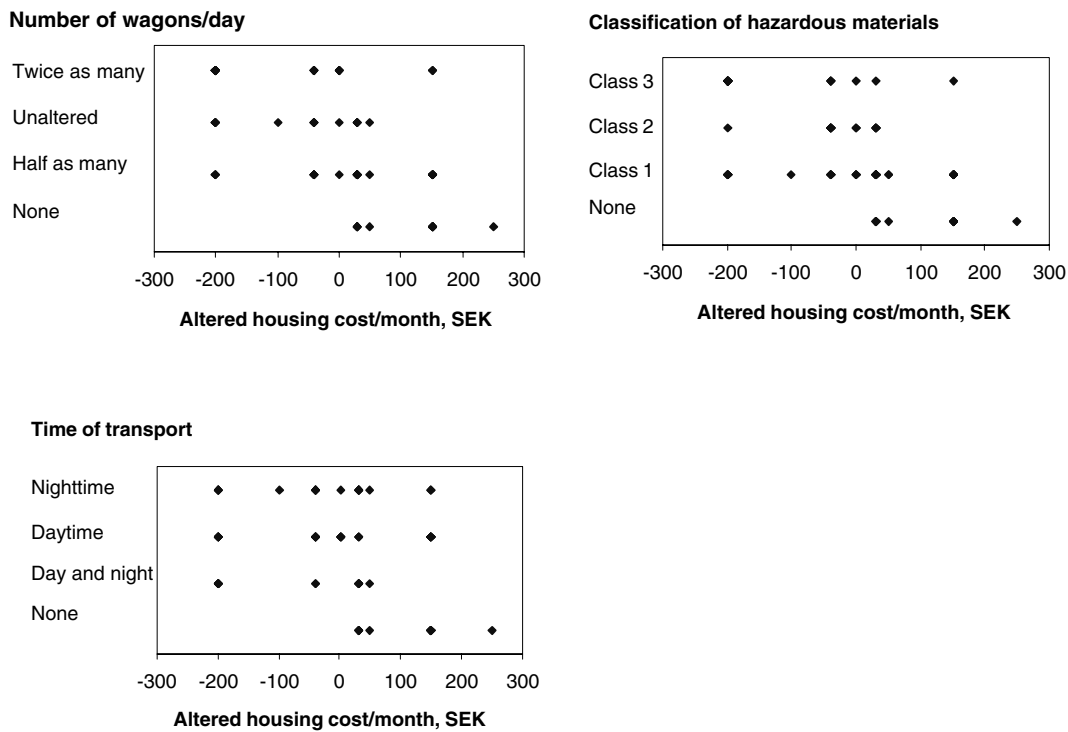 Number of wagons/day
Twice as many
Unaltered
Half as many
None
-300 -200 -100 0 100 200 300
Altered housing cost/month, SEK
Classification of hazardous materials
Class 3
Class 2
Class 1
None
-300 -200 -100 0 100 200 300
Altered housing cost/month, SEK
Time of transport
Nighttime
Daytime
Day and night
None
-300 -200 -100 0 100 200 300
Altered housing cost/month, SEK